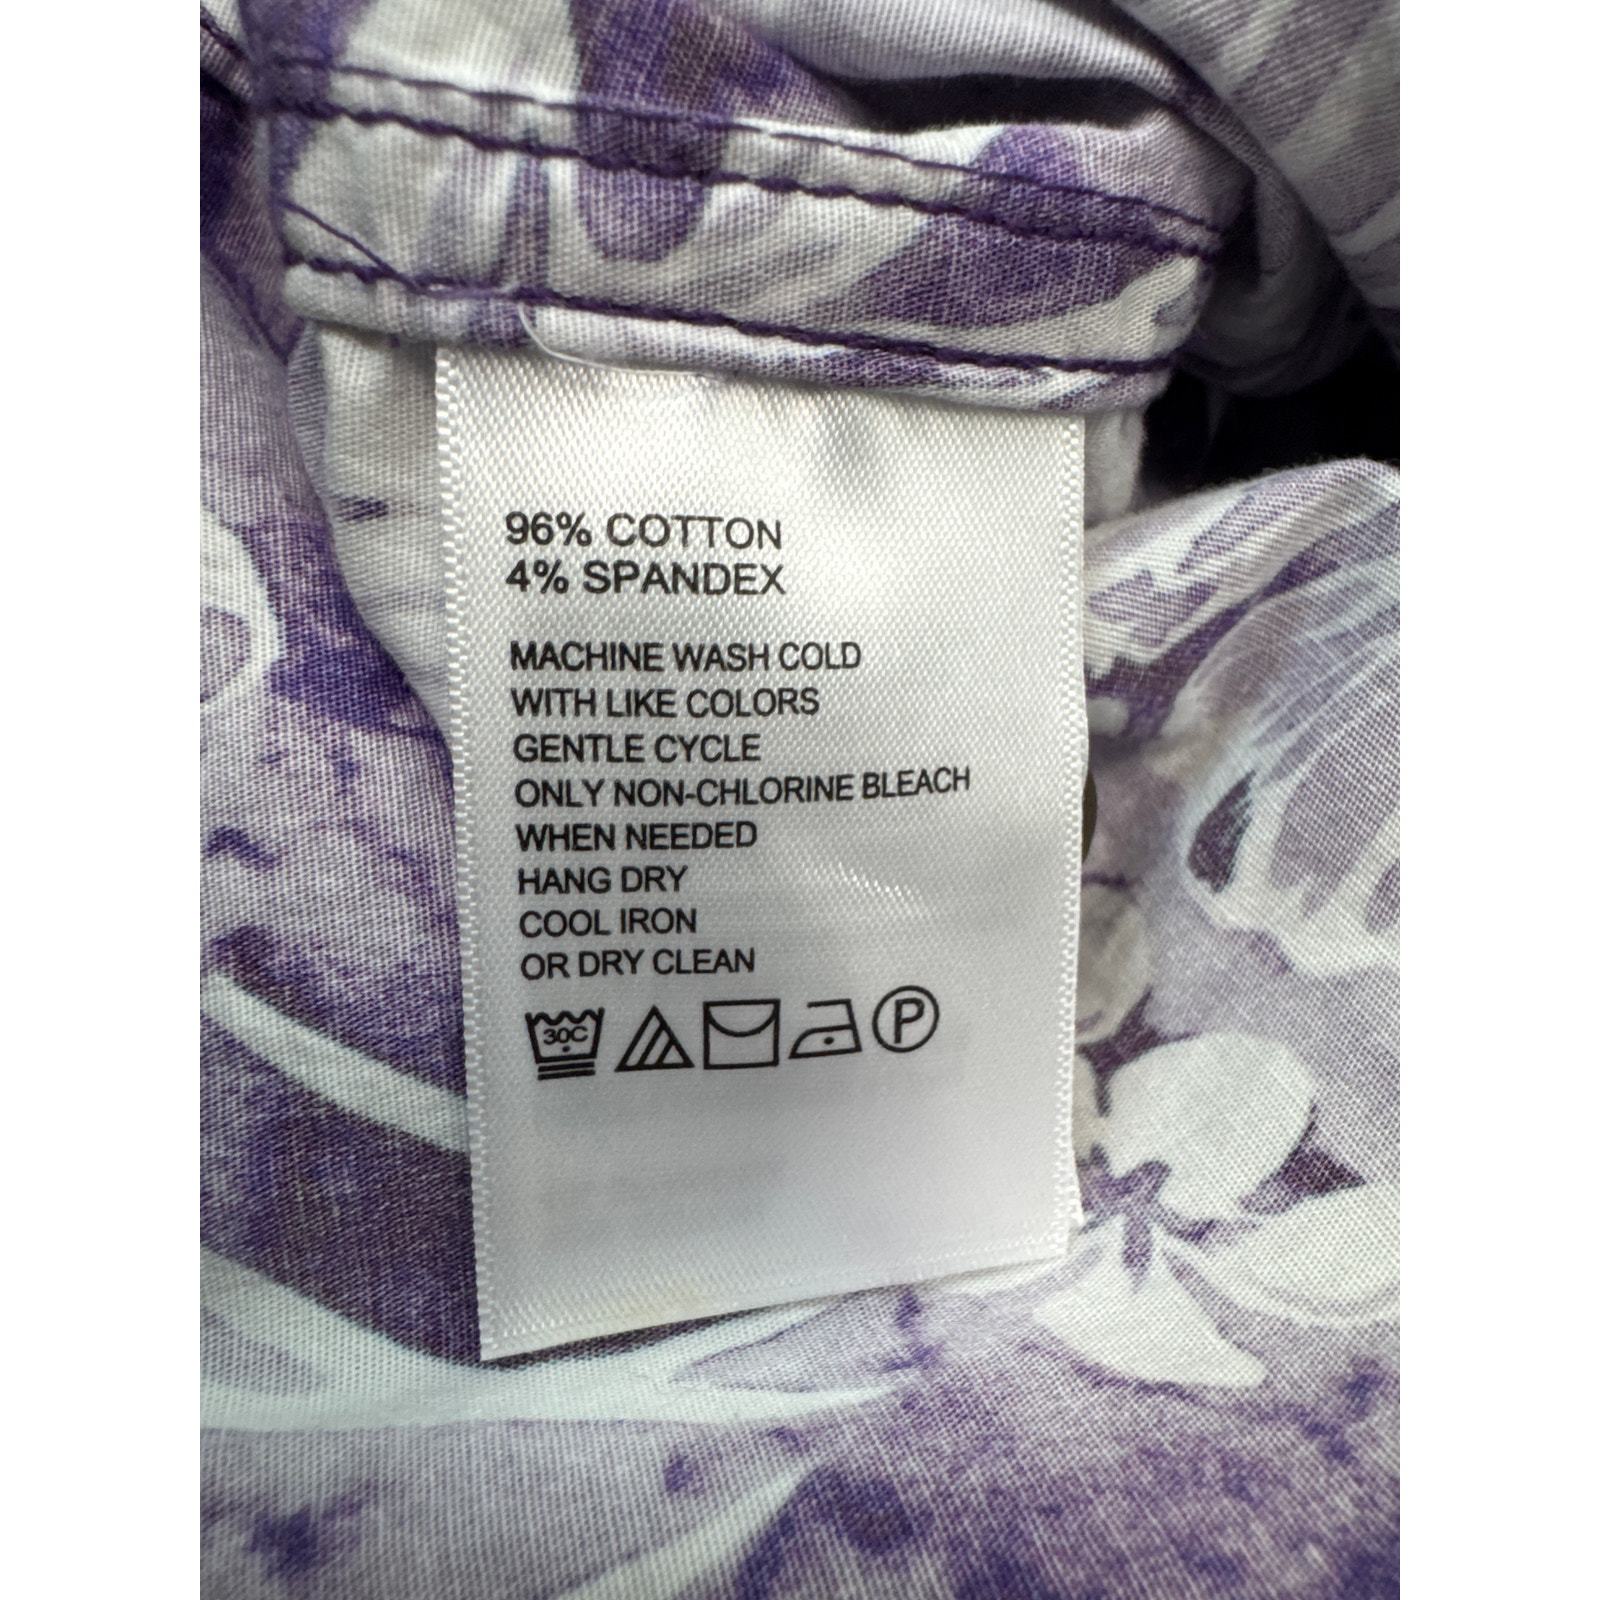 96% COTTON
4% SPANDEX
MACHINE WASH COLD
WITH LIKE COLORS
GENTLE CYCLE
ONLY NON-CHLORINE BLEACH
WHEN NEEDED
HANG DRY
COOL IRON
OR DRY CLEAN
30C P